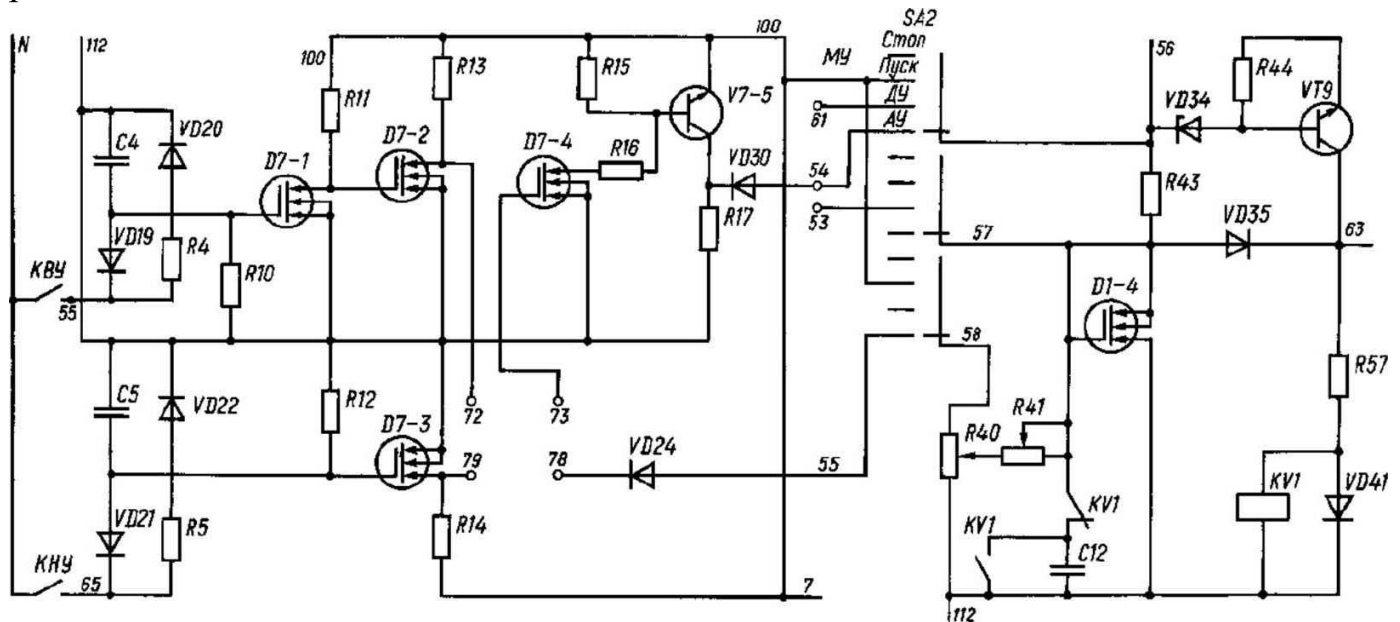 N
112
C4
VD20
VD19
R4
КВУ
55
R10
D7-1
100
R11
D7-2
R13
R15
D7-4
R16
V7-5
VD30
R17
100
МУ
SA2
Стоп
Пуск
ДУ
61
АУ
54
53
57
58
56
VD34
R44
VT9
R43
VD35
63
D1-4
R57
R40
R41
KV1
KV1
C12
KV1
VD41
112
C5
VD22
R12
D7-3
72
73
79
78
VD24
55
VD21
R5
R14
КНУ
65
7